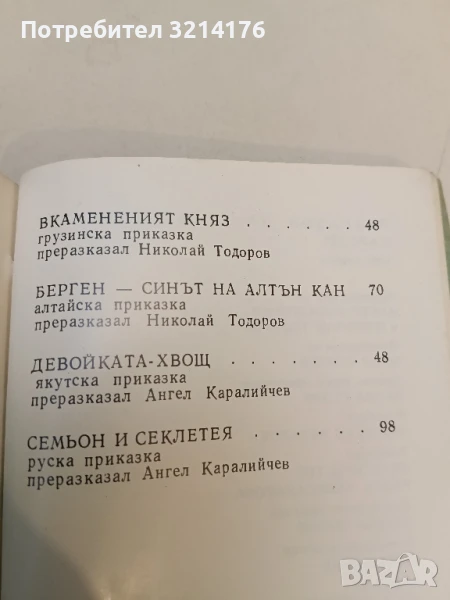 Потребител 3214176
ВКАМЕНЕНИЯТ КНЯЗ . . . . . . 48
грузинска приказка
преразказал Николай Тодоров
БЕРГЕН — СИНЪТ НА АЛТЪН КАН 70
алтайска приказка
преразказал Николай Тодоров
ДЕВОЙКАТА-ХВОЩ . . . . . . 48
якутска приказка
преразказал Ангел Каралийчев
СЕМЬОН И СЕКЛЕТЕЯ . . . . . . 98
руска приказка
преразказал Ангел Каралийчев
BAZAR